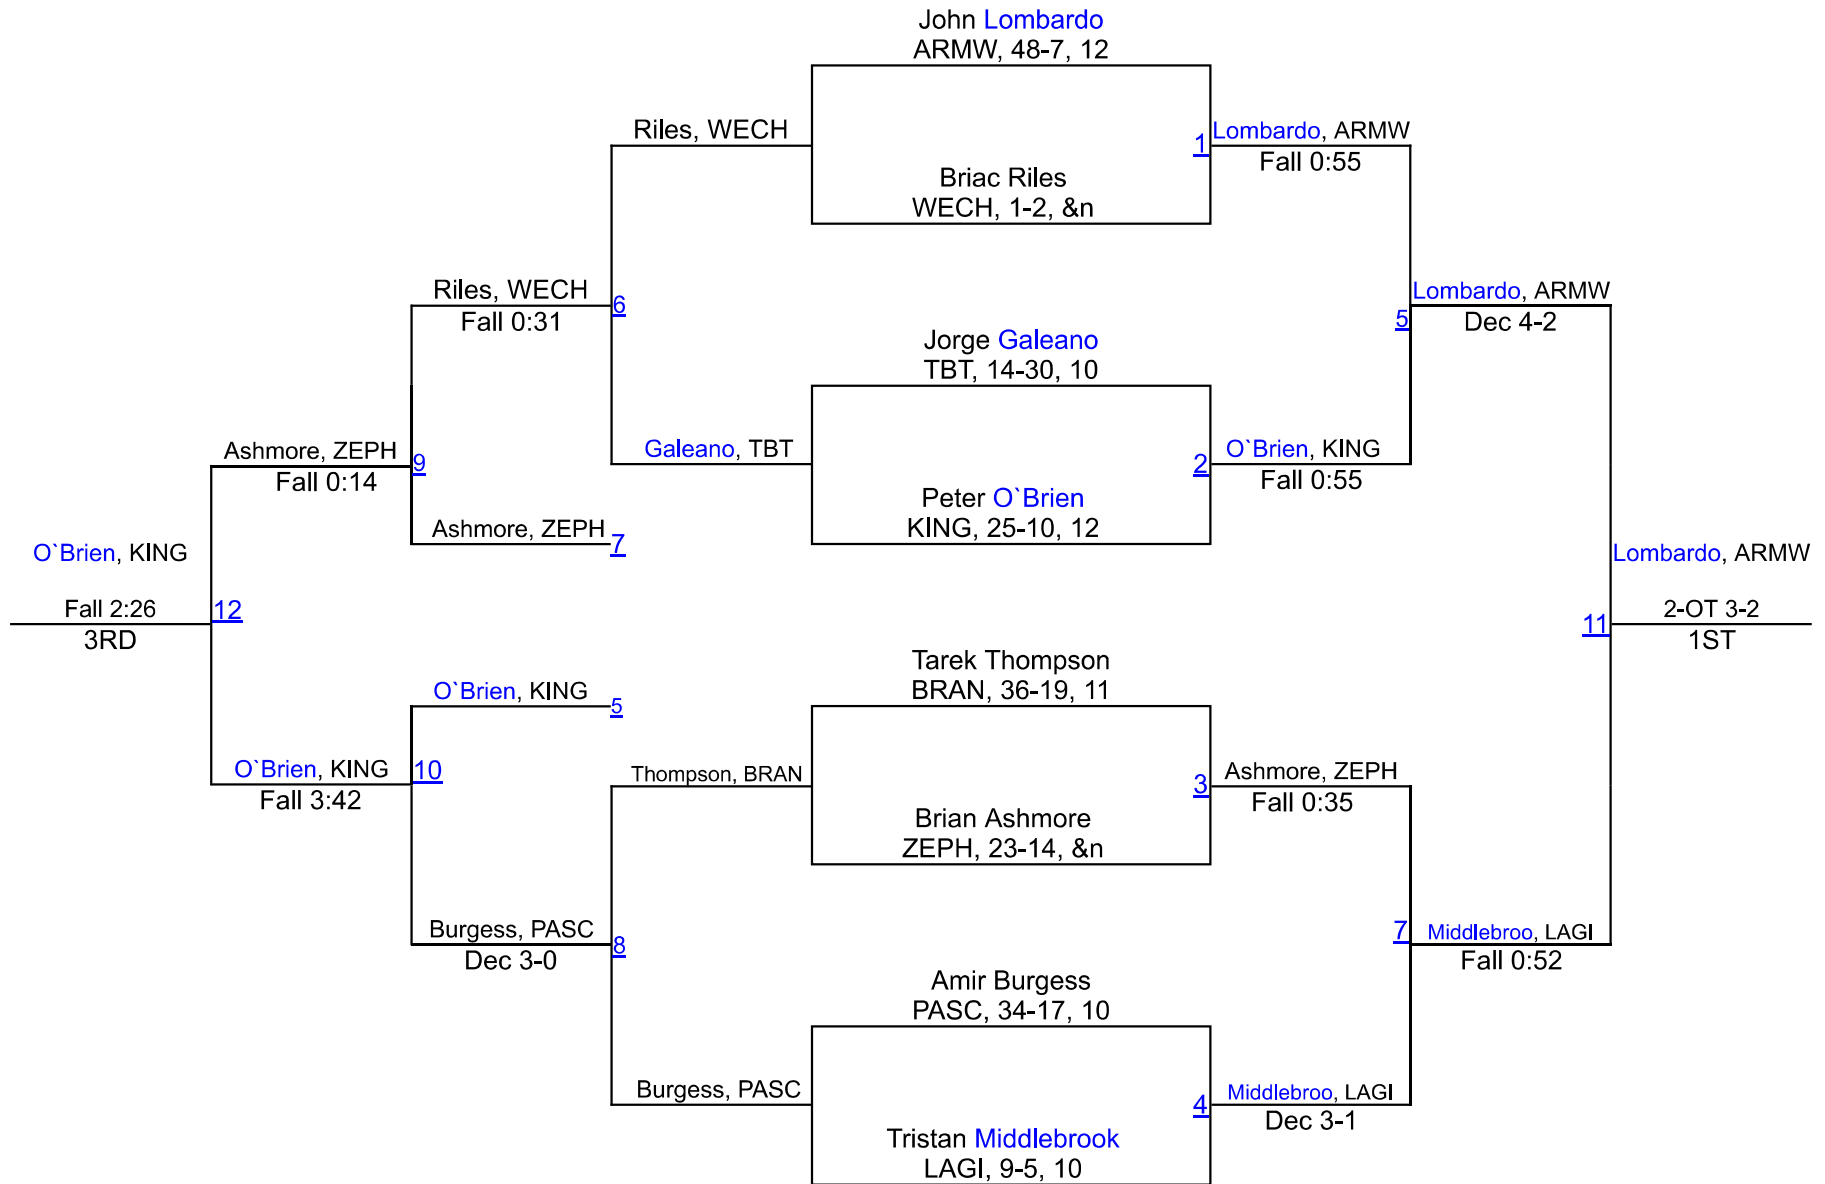 John Lombardo
ARMW, 48-7, 12
Riles, WECH
1
Lombardo, ARMW
Fall 0:55
Briac Riles
WECH, 1-2, &n
Riles, WECH
Fall 0:31
6
Lombardo, ARMW
5
Dec 4-2
Jorge Galeano
TBT, 14-30, 10
Ashmore, ZEPH
Fall 0:14
9
Galeano, TBT
2
O`Brien, KING
Fall 0:55
Peter O`Brien
KING, 25-10, 12
Ashmore, ZEPH
7
O`Brien, KING
Fall 2:26
3RD
12
Lombardo, ARMW
2-OT 3-2
1ST
11
O`Brien, KING
5
Tarek Thompson
BRAN, 36-19, 11
O`Brien, KING
Fall 3:42
10
Thompson, BRAN
3
Ashmore, ZEPH
Fall 0:35
Brian Ashmore
ZEPH, 23-14, &n
Burgess, PASC
Dec 3-0
8
7
Middlebroo, LAGI
Fall 0:52
Amir Burgess
PASC, 34-17, 10
Burgess, PASC
4
Middlebroo, LAGI
Dec 3-1
Tristan Middlebrook
LAGI, 9-5, 10